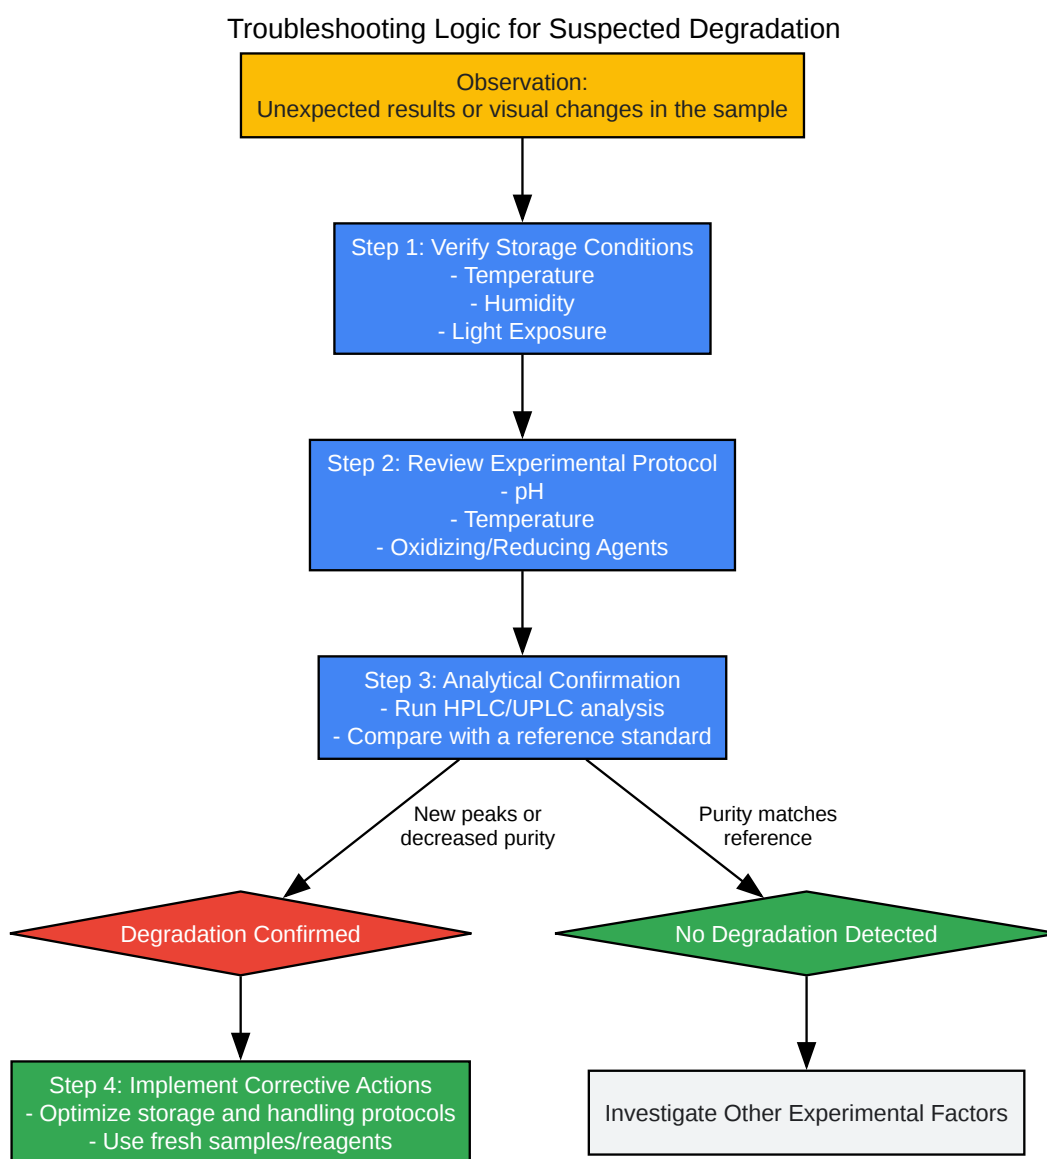 Troubleshooting Logic for Suspected Degradation
Observation:
Unexpected results or visual changes in the sample
Step 1: Verify Storage Conditions
- Temperature
- Humidity
- Light Exposure
Step 2: Review Experimental Protocol
- pH
- Temperature
- Oxidizing/Reducing Agents
Step 3: Analytical Confirmation
- Run HPLC/UPLC analysis
- Compare with a reference standard
New peaks or
decreased purity
Purity matches
reference
Degradation Confirmed
No Degradation Detected
Step 4: Implement Corrective Actions
- Optimize storage and handling protocols
- Use fresh samples/reagents
Investigate Other Experimental Factors